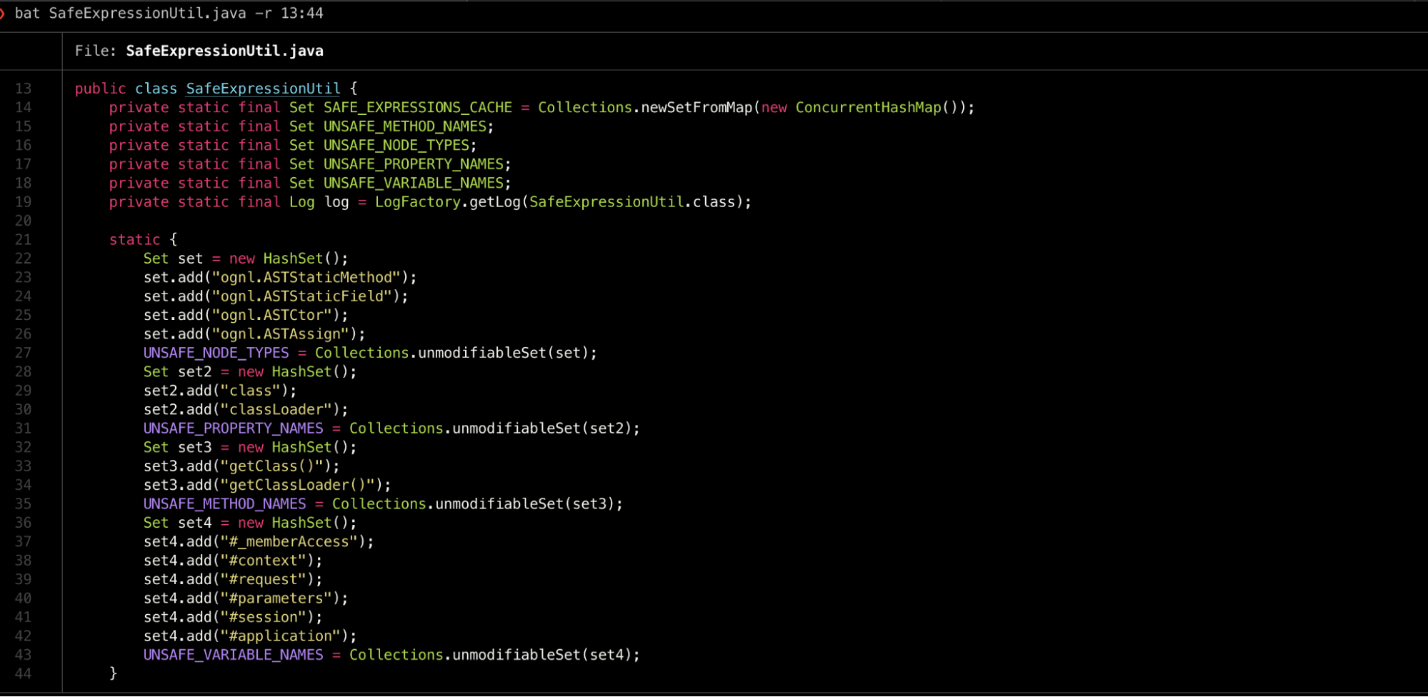 ❯ bat SafeExpressionUtil.java -r 13:44
File: SafeExpressionUtil.java
13 public class SafeExpressionUtil {
14     private static final Set SAFE_EXPRESSIONS_CACHE = Collections.newSetFromMap(new ConcurrentHashMap());
15     private static final Set UNSAFE_METHOD_NAMES;
16     private static final Set UNSAFE_NODE_TYPES;
17     private static final Set UNSAFE_PROPERTY_NAMES;
18     private static final Set UNSAFE_VARIABLE_NAMES;
19     private static final Log log = LogFactory.getLog(SafeExpressionUtil.class);
20
21     static {
22         Set set = new HashSet();
23         set.add("ognl.ASTStaticMethod");
24         set.add("ognl.ASTStaticField");
25         set.add("ognl.ASTCtor");
26         set.add("ognl.ASTAssign");
27         UNSAFE_NODE_TYPES = Collections.unmodifiableSet(set);
28         Set set2 = new HashSet();
29         set2.add("class");
30         set2.add("classLoader");
31         UNSAFE_PROPERTY_NAMES = Collections.unmodifiableSet(set2);
32         Set set3 = new HashSet();
33         set3.add("getClass()");
34         set3.add("getClassLoader()");
35         UNSAFE_METHOD_NAMES = Collections.unmodifiableSet(set3);
36         Set set4 = new HashSet();
37         set4.add("#_memberAccess");
38         set4.add("#context");
39         set4.add("#request");
40         set4.add("#parameters");
41         set4.add("#session");
42         set4.add("#application");
43         UNSAFE_VARIABLE_NAMES = Collections.unmodifiableSet(set4);
44     }